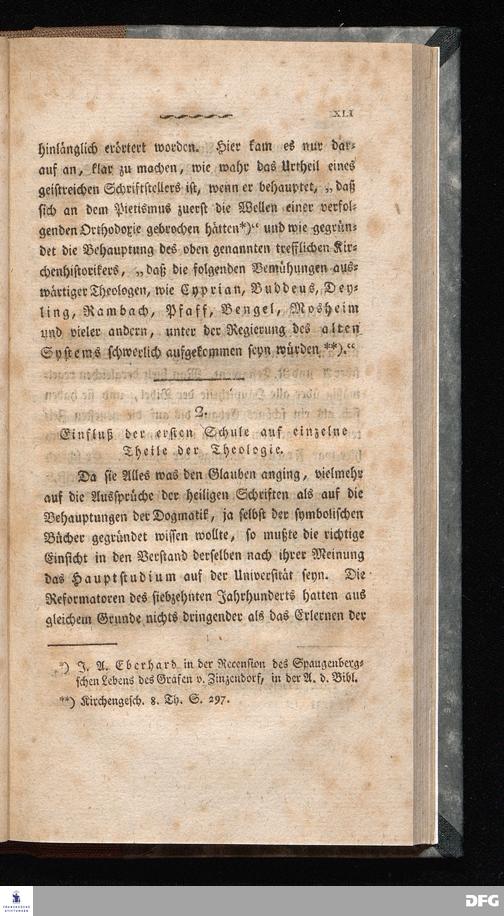 XLI
hinlänglich erörtert worden. Hier kam es nur dar-
auf an, klar zu machen, wie wahr das Urtheil eines
geistreichen Schriftstellers ist, wenn er behauptet, „daß
sich an dem Pietismus zuerst die Wellen einer verfol-
genden Orthodoxie gebrochen hätten*)“ und wie gegrün-
det die Behauptung des oben genannten trefflichen Kir-
chenhistorikers, „daß die folgenden Bemühungen aus-
wärtiger Theologen, wie Cyprian, Buddeus, Dey-
ling, Rambach, Pfaff, Bengel, Mosheim
und vieler andern, unter der Regierung des alten
Systems schwerlich aufgekommen seyn würden **).“
2.
Einfluß der ersten Schule auf einzelne
Theile der Theologie.
Da sie Alles was den Glauben anging, vielmehr
auf die Aussprüche der heiligen Schriften als auf die
Behauptungen der Dogmatik, ja selbst der symbolischen
Bücher gegründet wissen wollte, so mußte die richtige
Einsicht in den Verstand derselben nach ihrer Meinung
das Hauptstudium auf der Universität seyn. Die
Reformatoren des siebzehnten Jahrhunderts hatten aus
gleichem Grunde nichts dringender als das Erlernen der
*) J. A. Eberhard in der Recension des Spangenberg-
schen Lebens des Grafen v. Zinzendorf, in der A. d. Bibl.
**) Kirchengesch. 8. Th. S. 297.
DFG